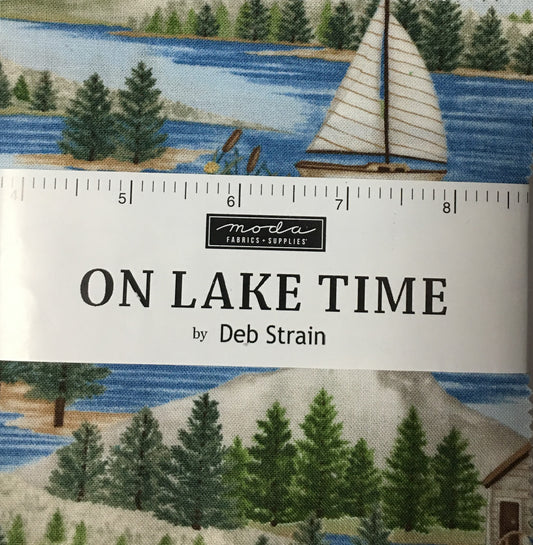 4 5 6 7 8
moda
FABRICS + SUPPLIES®
ON LAKE TIME
by Deb Strain